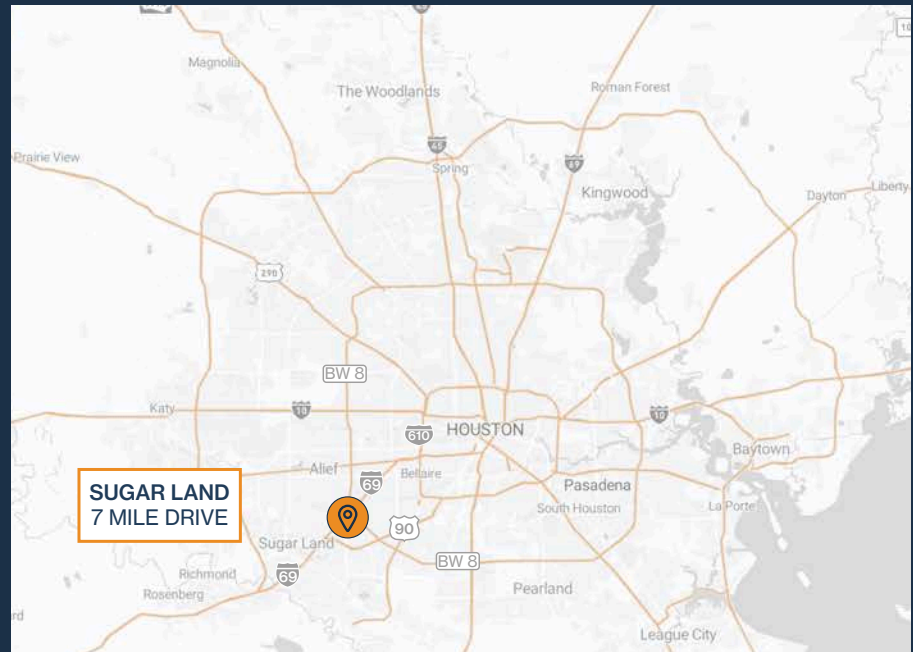 Magnolia
The Woodlands
Roman Forest
45
69
Prairie View
Spring
Kingwood
Dayton
Liberty
290
BW 8
Katy
10
610
HOUSTON
10
Baytown
Alief
Bellaire
69
Pasadena
La Porte
SUGAR LAND
7 MILE DRIVE
South Houston
90
Sugar Land
BW 8
69
Richmond
Rosenberg
Pearland
League City